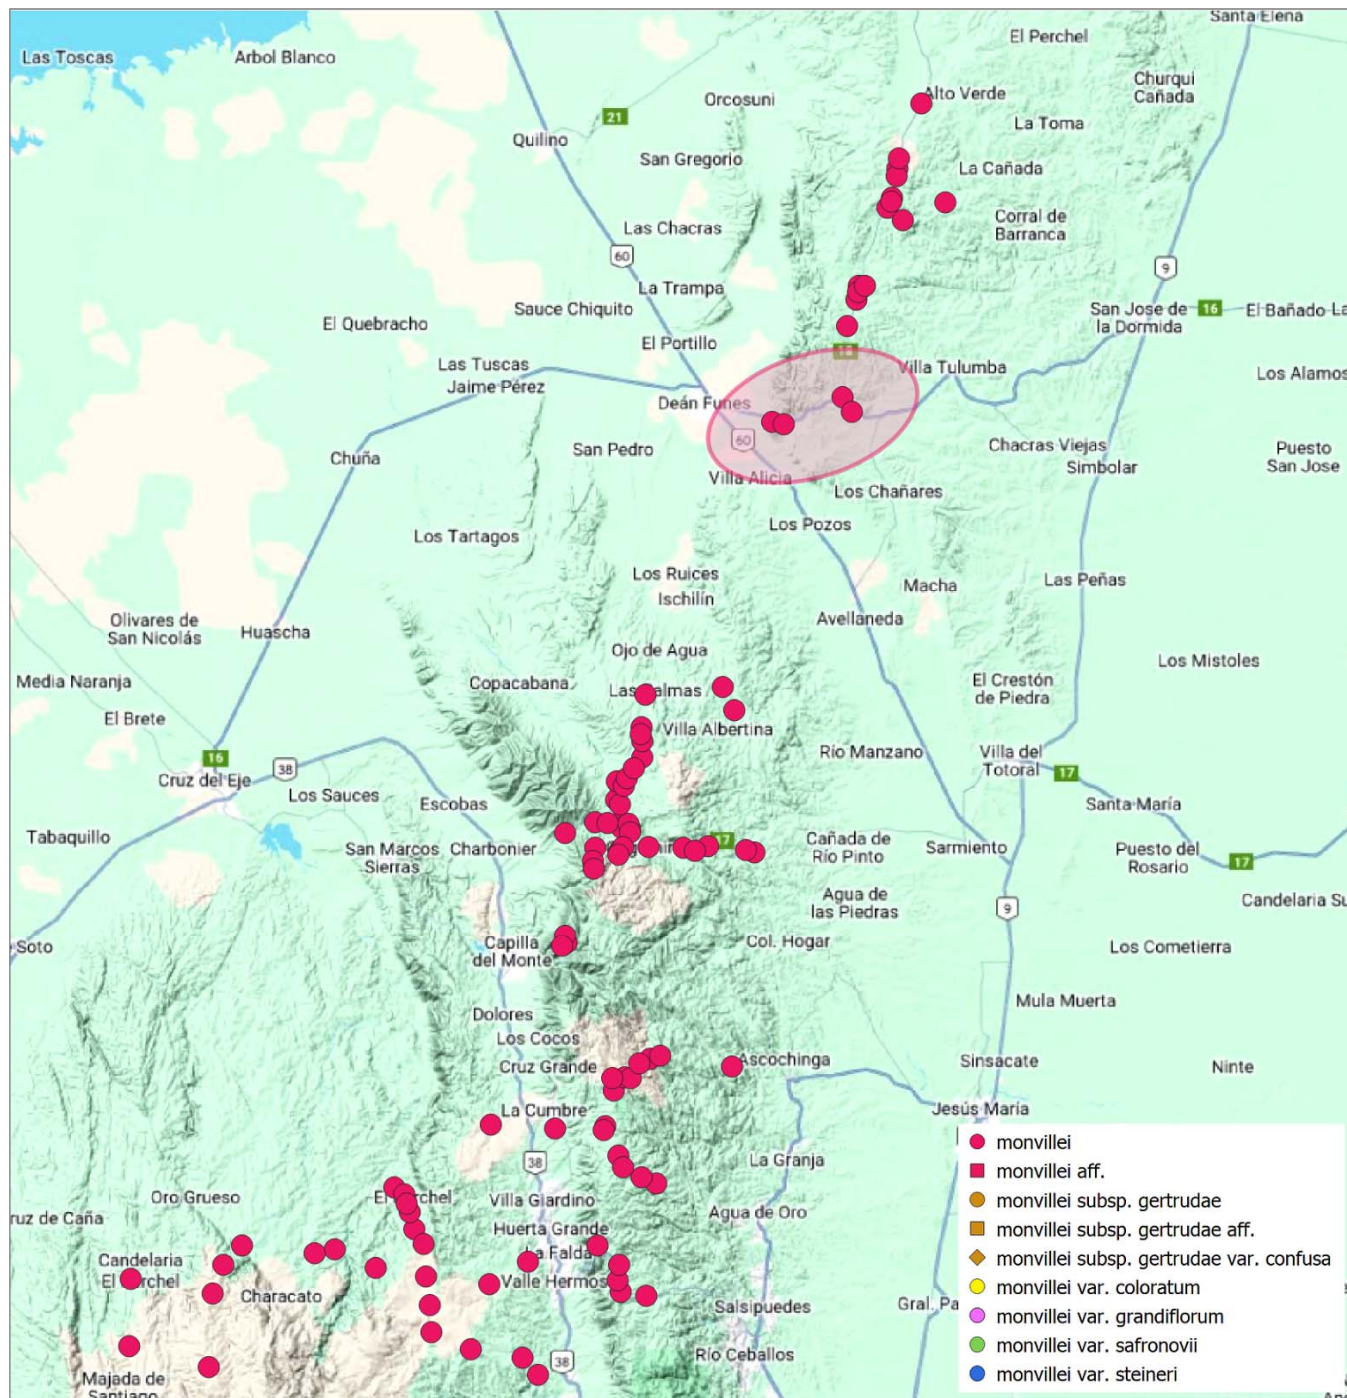 Santa Elena
El Perchel
Las Toscas
Arbol Blanco
Churqui
Cañada
Alto Verde
Orcosuni
21
La Toma
Quilino
San Gregorio
La Cañada
Corral de
Barranca
Las Chacras
60
9
La Trampa
Sauce Chiquito
San Jose de
la Dormida
16
El Bañado
La
El Quebracho
El Portillo
Las Tuscas
Villa Tulumba
Jaime Pérez
Los Alamos
Deán Funes
60
Chacras Viejas
Puesto
San Jose
San Pedro
Chuña
Simbolar
Villa Alicia
Los Chañares
Los Pozos
Los Tartagos
Los Ruices
Macha
Las Peñas
Ischilín
Avellaneda
Olivares de
San Nicolás
Huascha
Ojo de Agua
Los Mistoles
Media Naranja
Copacabana
Las Palmas
El Crestón
de Piedra
El Brete
Villa Albertina
Río Manzano
Villa del
Totoral
16
38
17
Cruz del Eje
Los Sauces
Escobas
Santa María
Tabaquillo
San Marcos
Sierras
Charbonier
17
Cañada de
Río Pinto
Sarmiento
Puesto del
Rosario
17
Agua de
las Piedras
9
Candelaria Su
Soto
Capilla
del Monte
Col. Hogar
Los Cometierra
Mula Muerta
Dolores
Los Cocos
Cruz Grande
Ascochinga
Sinsacate
Ninte
La Cumbre
Jesús María
38
La Granja
Oro Grueso
El Perchel
Villa Giardino
ruz de Caña
Agua de Oro
Huerta Grande
La Falda
Candelaria
El Perchel
Valle Hermos
Characato
Salsipuedes
Gral. Pa
Río Ceballos
38
Majada de
Santiago
monvillei
monvillei aff.
monvillei subsp. gertrudae
monvillei subsp. gertrudae aff.
monvillei subsp. gertrudae var. confusa
monvillei var. coloratum
monvillei var. grandiflorum
monvillei var. safronovii
monvillei var. steineri